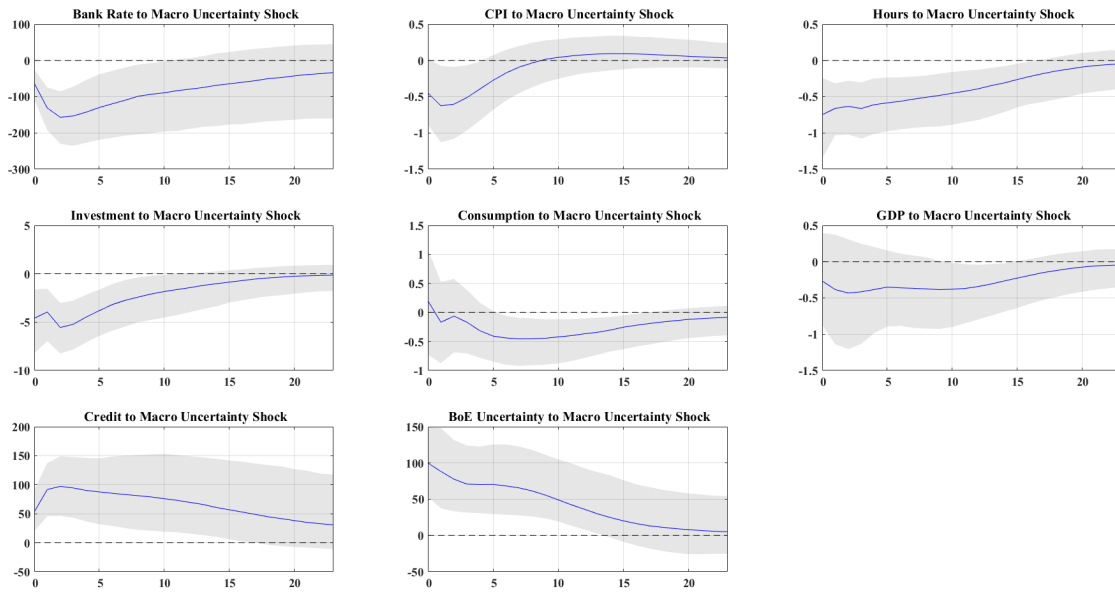 Bank Rate to Macro Uncertainty Shock
100
0
-100
-200
-300
0 5 10 15 20
CPI to Macro Uncertainty Shock
0.5
0
-0.5
-1
-1.5
0 5 10 15 20
Hours to Macro Uncertainty Shock
0.5
0
-0.5
-1
-1.5
0 5 10 15 20
Investment to Macro Uncertainty Shock
5
0
-5
-10
0 5 10 15 20
Consumption to Macro Uncertainty Shock
1.5
1
0.5
0
-0.5
-1
0 5 10 15 20
GDP to Macro Uncertainty Shock
0.5
0
-0.5
-1
-1.5
0 5 10 15 20
Credit to Macro Uncertainty Shock
200
150
100
50
0
-50
0 5 10 15 20
BoE Uncertainty to Macro Uncertainty Shock
150
100
50
0
-50
0 5 10 15 20